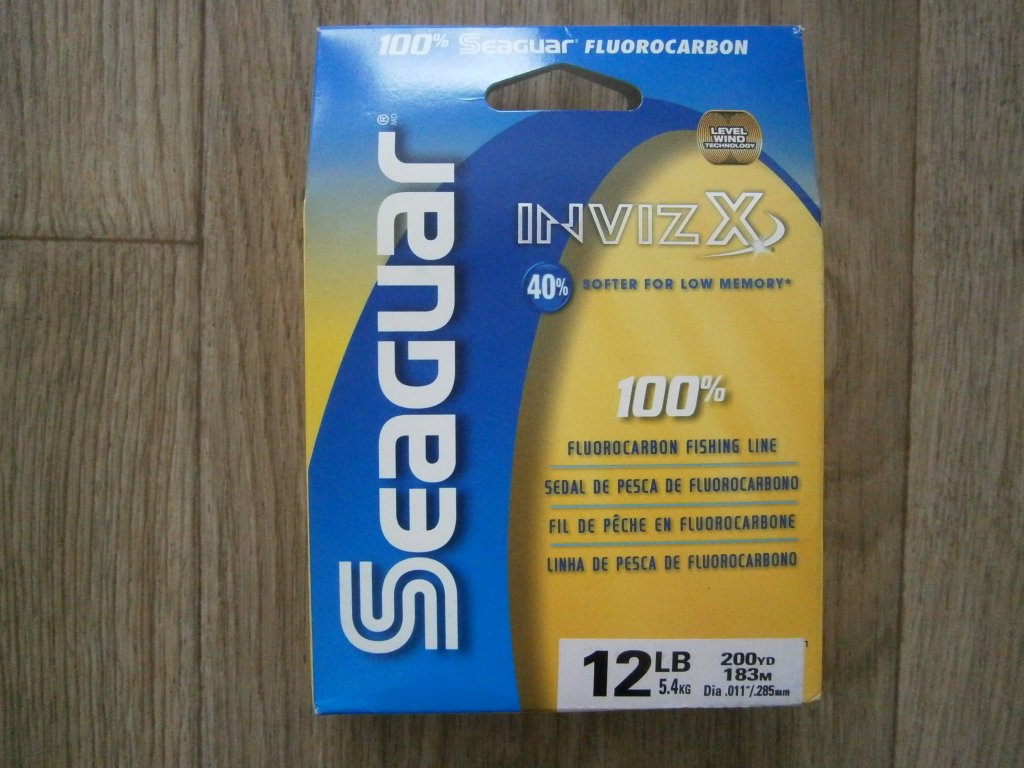 100% Seaguar® FLUOROCARBON
Seaguar®
MD
LEVEL
WIND
TECHNOLOGY
INVIZX®
40% SOFTER FOR LOW MEMORY*
100%
FLUOROCARBON FISHING LINE
SEDAL DE PESCA DE FLUOROCARBONO
FIL DE PÊCHE EN FLUOROCARBONE
LINHA DE PESCA DE FLUOROCARBONO
12LB
5.4KG
200YD
183M
Dia .011"/.285mm